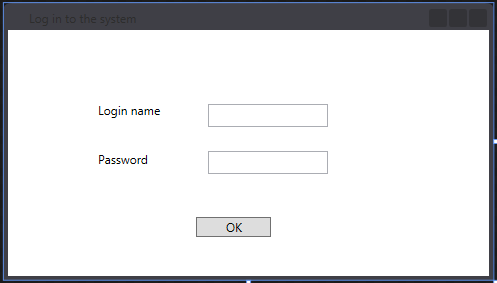 Log in to the system
Login name
Password
OK